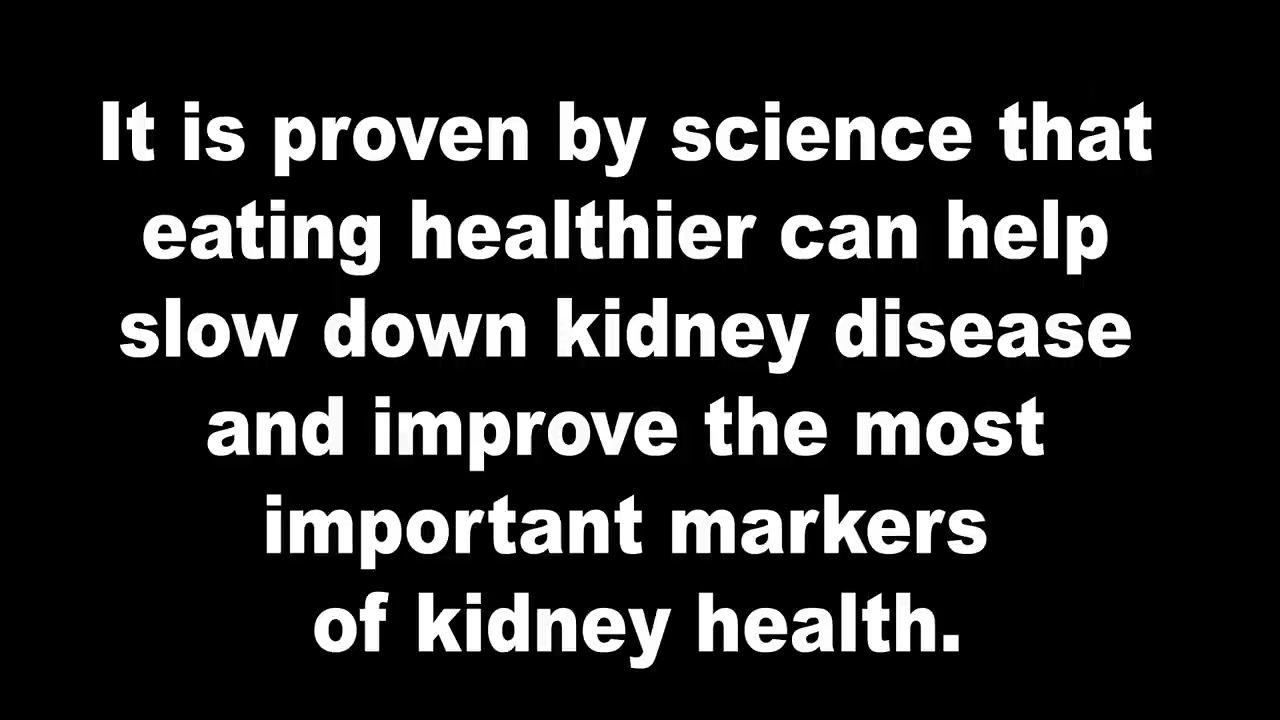 It is proven by science that
eating healthier can help
slow down kidney disease
and improve the most
important markers
of kidney health.